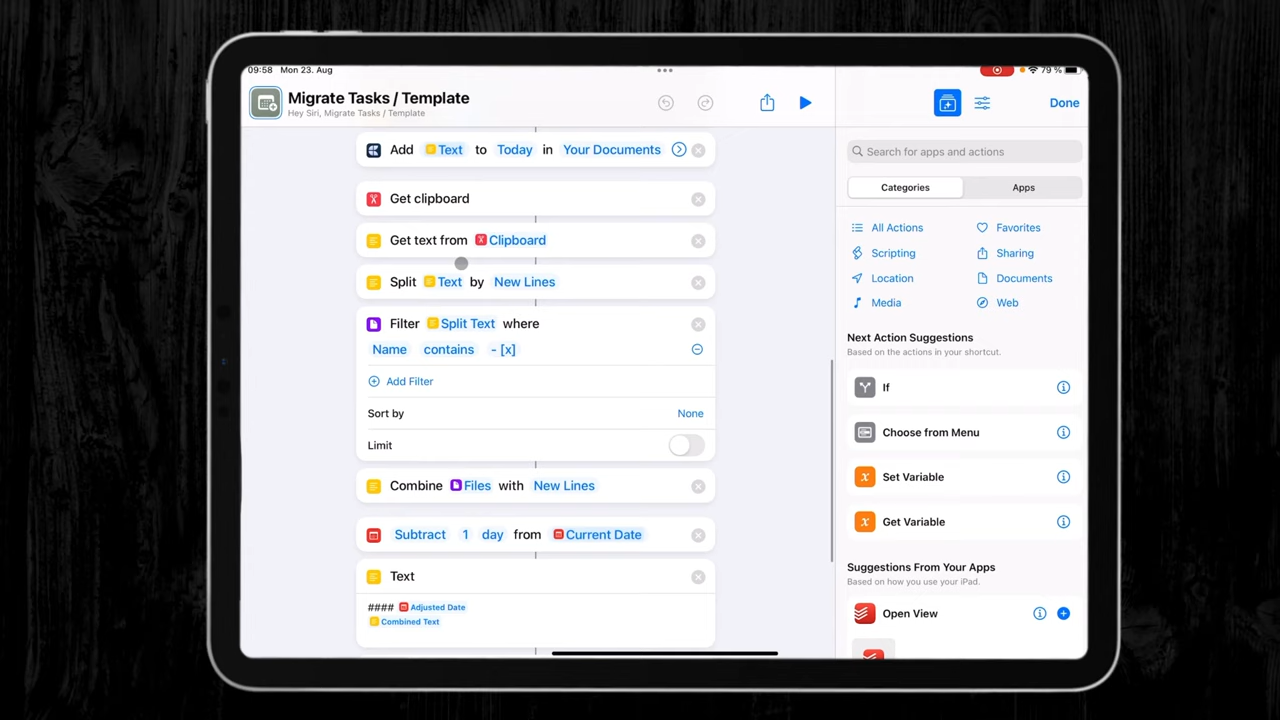 09:58 Mon 23. Aug
79 %
Migrate Tasks / Template
Hey Siri, Migrate Tasks / Template
Done
Add Text to Today in Your Documents
Get clipboard
Get text from Clipboard
Split Text by New Lines
Filter Split Text where
Name contains - [x]
Add Filter
Sort by None
Limit
Combine Files with New Lines
Subtract 1 day from Current Date
Text
#### Adjusted Date
Combined Text
Search for apps and actions
Categories Apps
All Actions Favorites
Scripting Sharing
Location Documents
Media Web
Next Action Suggestions
Based on the actions in your shortcut.
If
Choose from Menu
Set Variable
Get Variable
Suggestions From Your Apps
Based on how you use your iPad.
Open View